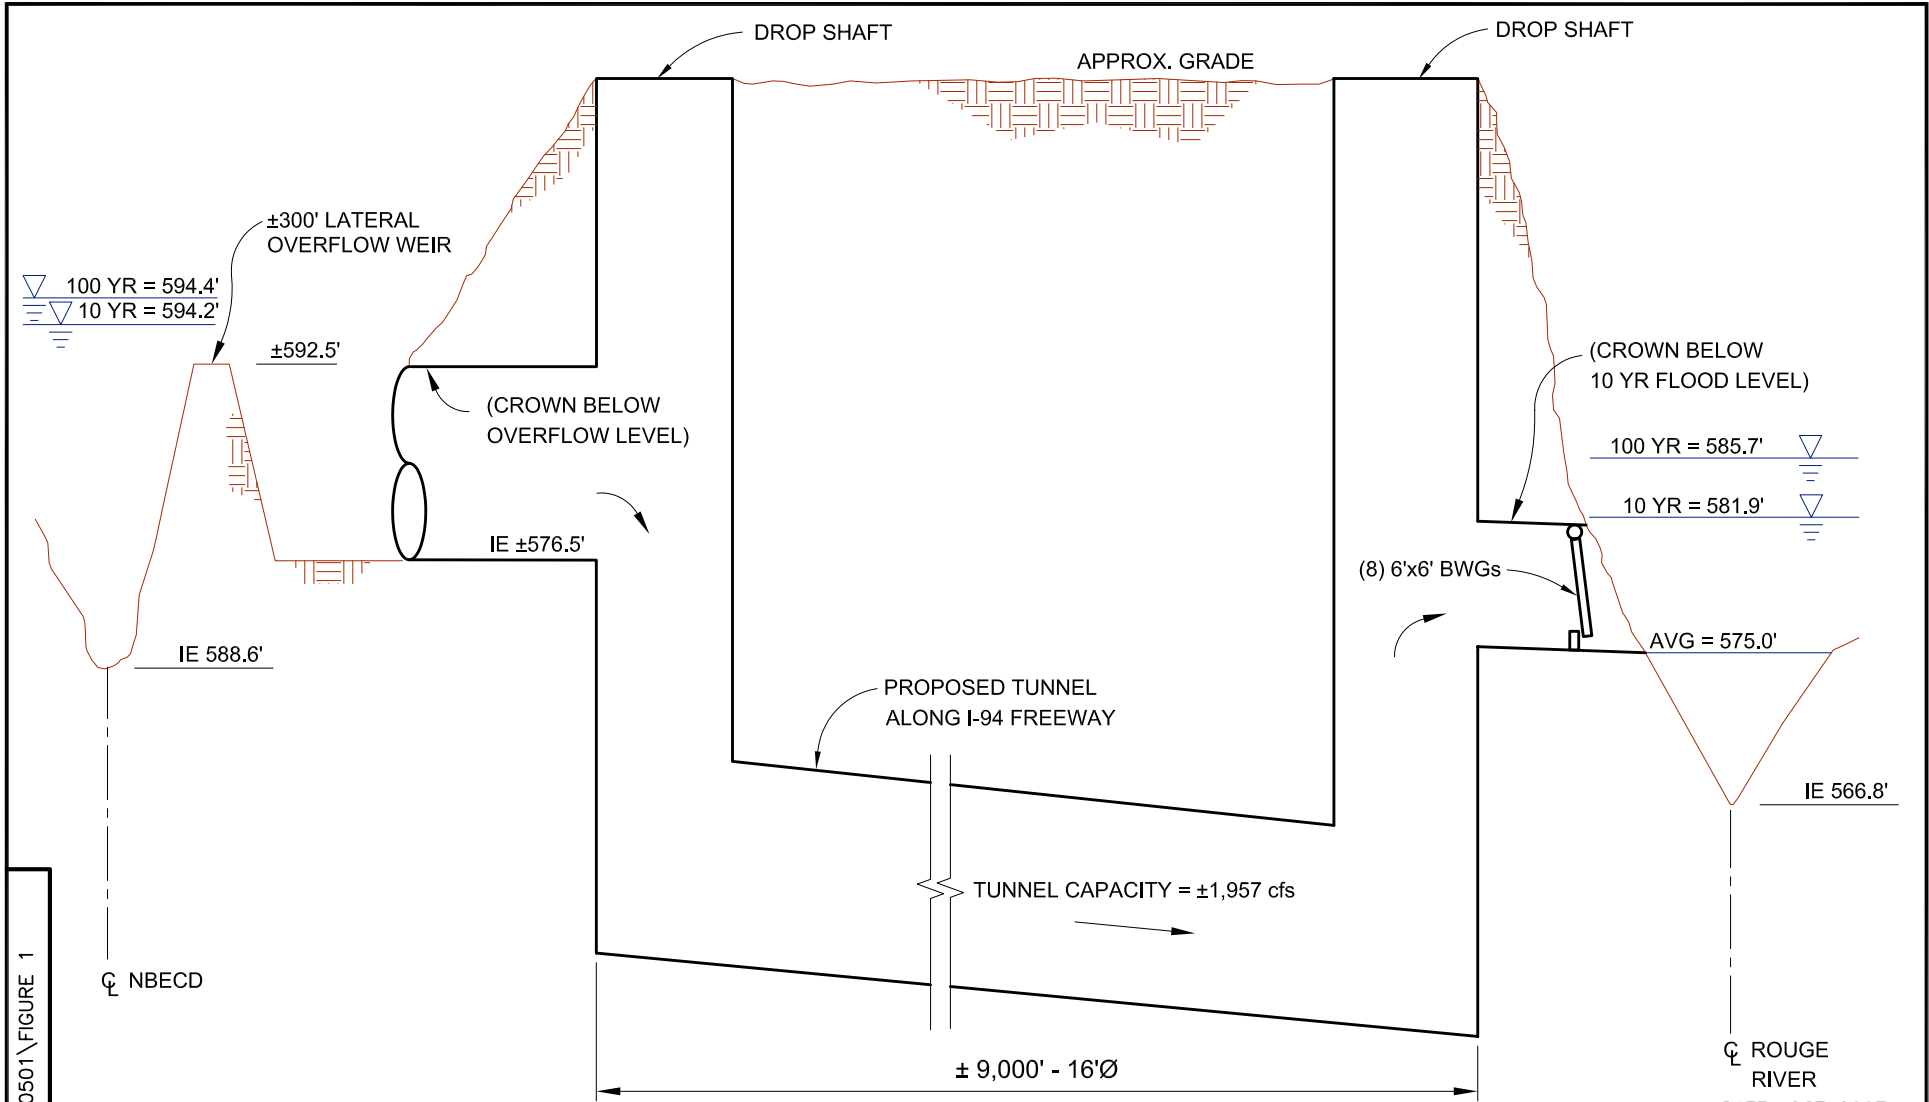 DROP SHAFT
DROP SHAFT
APPROX. GRADE
±300' LATERAL
OVERFLOW WEIR
100 YR = 594.4'
10 YR = 594.2'
±592.5'
(CROWN BELOW
OVERFLOW LEVEL)
(CROWN BELOW
10 YR FLOOD LEVEL)
100 YR = 585.7'
10 YR = 581.9'
IE ±576.5'
(8) 6'x6' BWGs
AVG = 575.0'
IE 588.6'
PROPOSED TUNNEL
ALONG I-94 FREEWAY
IE 566.8'
TUNNEL CAPACITY = ±1,957 cfs
℄ NBECD
℄ ROUGE
RIVER
± 9,000' - 16'Ø
0501\FIGURE 1